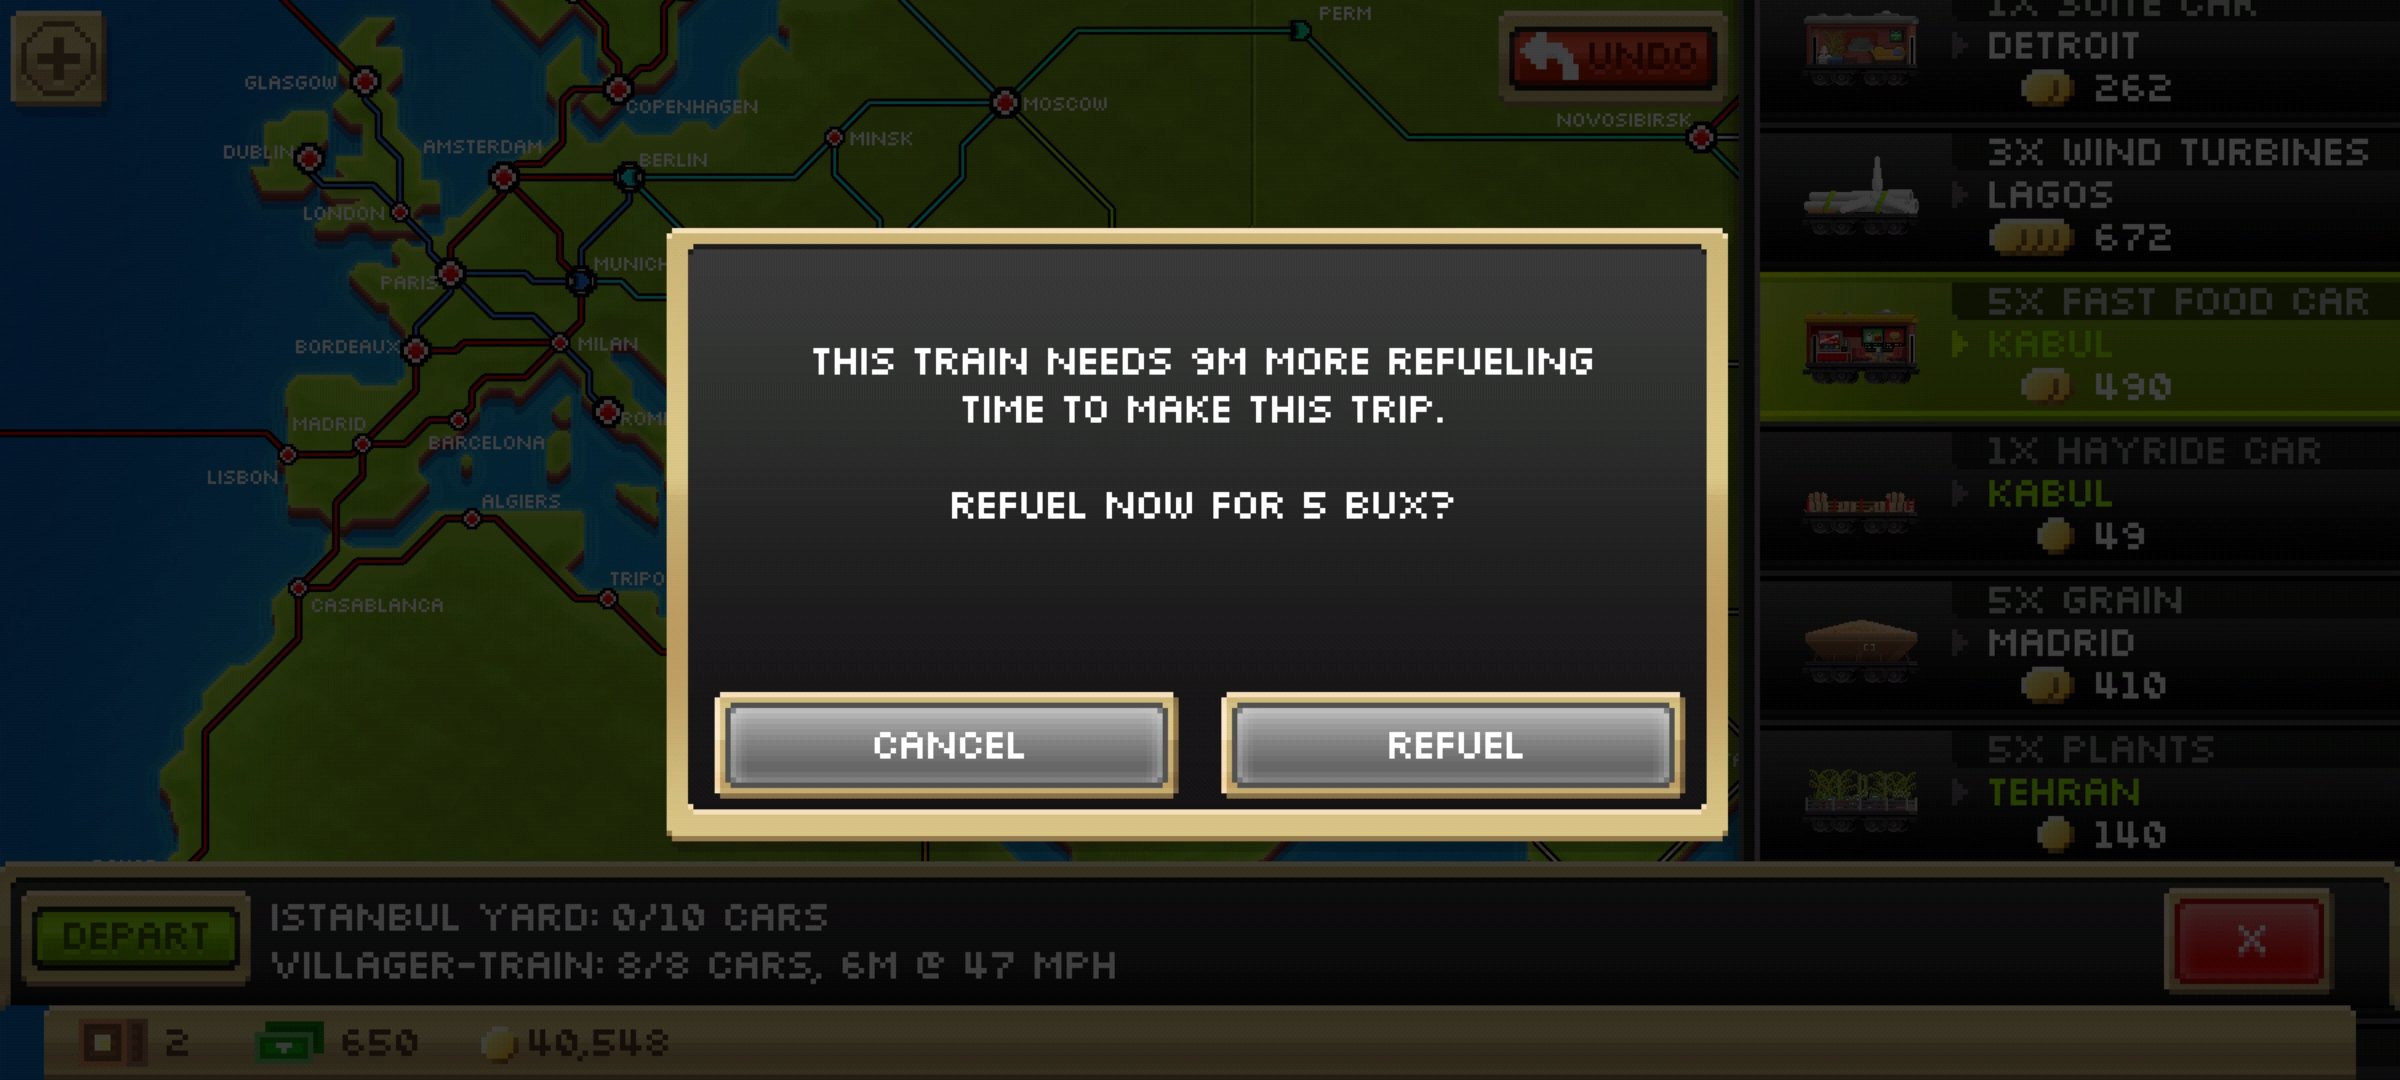 PERM
GLASGOW
COPENHAGEN
MOSCOW
UNDO
NOVOSIBIRSK
DUBLIN
AMSTERDAM
BERLIN
MINSK
LONDON
MUNICH
PARIS
BORDEAUX
MILAN
MADRID
BARCELONA
LISBON
ALGIERS
CASABLANCA
THIS TRAIN NEEDS 9M MORE REFUELING
TIME TO MAKE THIS TRIP.
REFUEL NOW FOR 5 BUX?
CANCEL
REFUEL
1X SUITE CAR
DETROIT
262
3X WIND TURBINES
LAGOS
672
5X FAST FOOD CAR
KABUL
490
1X HAYRIDE CAR
KABUL
49
5X GRAIN
MADRID
410
5X PLANTS
TEHRAN
140
DEPART
ISTANBUL YARD: 0/10 CARS
VILLAGER-TRAIN: 8/8 CARS, 6M @ 47 MPH
X
2
650
40,548